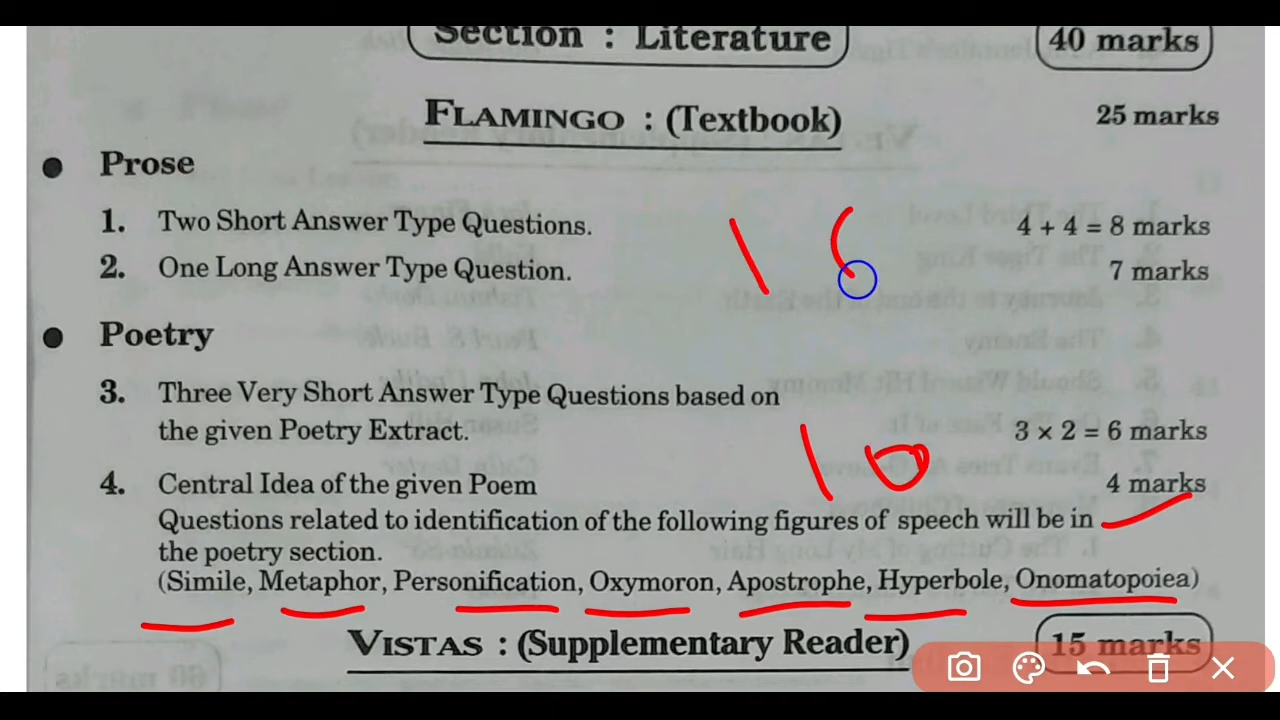 Section : Literature 40 marks
FLAMINGO : (Textbook) 25 marks
● Prose
1. Two Short Answer Type Questions. 4 + 4 = 8 marks
2. One Long Answer Type Question. 7 marks
● Poetry
3. Three Very Short Answer Type Questions based on
the given Poetry Extract. 3 × 2 = 6 marks
10
4. Central Idea of the given Poem 4 marks
Questions related to identification of the following figures of speech will be in
the poetry section.
(Simile, Metaphor, Personification, Oxymoron, Apostrophe, Hyperbole, Onomatopoiea)
VISTAS : (Supplementary Reader) 15 marks